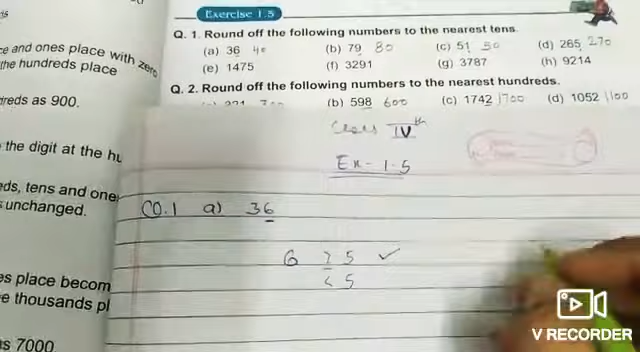 Exercise 1.5
Q. 1. Round off the following numbers to the nearest tens.
(a) 36 40 (b) 79 80 (c) 51 50 (d) 265 270
(e) 1475 (f) 3291 (g) 3787 (h) 9214
Q. 2. Round off the following numbers to the nearest hundreds.
(b) 598 600 (c) 1742 1700 (d) 1052 1100
ce and ones place with zero
the hundreds place
dreds as 900.
the digit at the hu
eds, tens and one
s unchanged.
es place becom
e thousands pl
as 7000
Class IVth
Ex-1.5
Q.1 a) 36
6 ≥ 5 ✓
< 5
V RECORDER